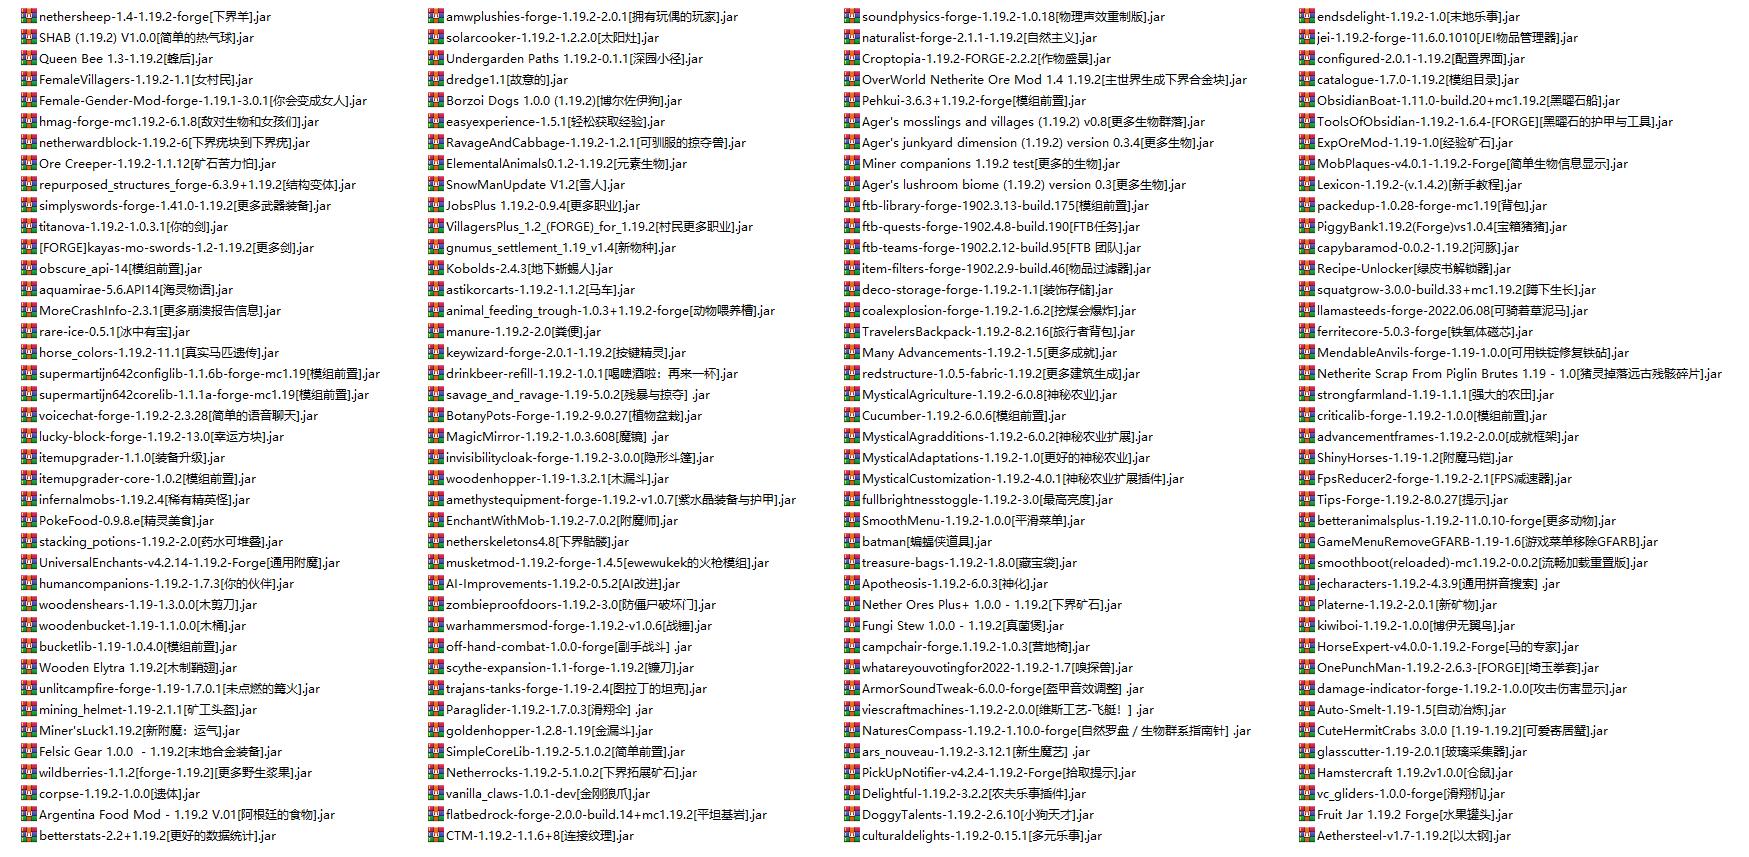 nethersheep-1.4-1.19.2-forge[下界羊].jar
SHAB (1.19.2) V1.0.0[简单的热气球].jar
Queen Bee 1.3-1.19.2[蜂后].jar
FemaleVillagers-1.19.2-1.1[女村民].jar
Female-Gender-Mod-forge-1.19.1-3.0.1[你会变成女人].jar
hmag-forge-mc1.19.2-6.1.8[敌对生物和女孩们].jar
netherwardblock-1.19.2-6[下界疣块到下界疣].jar
Ore Creeper-1.19.2-1.1.12[矿石苦力怕].jar
repurposed_structures_forge-6.3.9+1.19.2[结构变体].jar
simplyswords-forge-1.41.0-1.19.2[更多武器装备].jar
titanova-1.19.2-1.0.3.1[你的剑].jar
[FORGE]kayas-mo-swords-1.2-1.19.2[更多剑].jar
obscure_api-14[模组前置].jar
aquamirae-5.6.API14[海灵物语].jar
MoreCrashInfo-2.3.1[更多崩溃报告信息].jar
rare-ice-0.5.1[冰中有宝].jar
horse_colors-1.19.2-11.1[真实马匹遗传].jar
supermartijn642configlib-1.1.6b-forge-mc1.19[模组前置].jar
supermartijn642corelib-1.1.1a-forge-mc1.19[模组前置].jar
voicechat-forge-1.19.2-2.3.28[简单的语音聊天].jar
lucky-block-forge-1.19.2-13.0[幸运方块].jar
itemupgrader-1.1.0[装备升级].jar
itemupgrader-core-1.0.2[模组前置].jar
infernalmobs-1.19.2.4[稀有精英怪].jar
PokeFood-0.9.8.e[精灵美食].jar
stacking_potions-1.19.2-2.0[药水可堆叠].jar
UniversalEnchants-v4.2.14-1.19.2-Forge[通用附魔].jar
humancompanions-1.19.2-1.7.3[你的伙伴].jar
woodenshears-1.19-1.3.0.0[木剪刀].jar
woodenbucket-1.19-1.1.0.0[木桶].jar
bucketlib-1.19-1.0.4.0[模组前置].jar
Wooden Elytra 1.19.2[木制鞘翅].jar
unlitcampfire-forge-1.19-1.7.0.1[未点燃的篝火].jar
mining_helmet-1.19-2.1.1[矿工头盔].jar
Miner'sLuck1.19.2[新附魔：运气].jar
Felsic Gear 1.0.0  - 1.19.2[末地合金装备].jar
wildberries-1.1.2[forge-1.19.2][更多野生浆果].jar
corpse-1.19.2-1.0.0[遗体].jar
Argentina Food Mod - 1.19.2 V.01[阿根廷的食物].jar
betterstats-2.2+1.19.2[更好的数据统计].jar
amwplushies-forge-1.19.2-2.0.1[拥有玩偶的玩家].jar
solarcooker-1.19.2-1.2.2.0[太阳灶].jar
Undergarden Paths 1.19.2-0.1.1[深园小径].jar
dredge1.1[故意的].jar
Borzoi Dogs 1.0.0 (1.19.2)[博尔佐伊狗].jar
easyexperience-1.5.1[轻松获取经验].jar
RavageAndCabbage-1.19.2-1.2.1[可驯服的掠夺兽].jar
ElementalAnimals0.1.2-1.19.2[元素生物].jar
SnowManUpdate V1.2[雪人].jar
JobsPlus 1.19.2-0.9.4[更多职业].jar
VillagersPlus_1.2_(FORGE)_for_1.19.2[村民更多职业].jar
gnumus_settlement_1.19_v1.4[新物种].jar
Kobolds-2.4.3[地下蜥蜴人].jar
astikorcarts-1.19.2-1.1.2[马车].jar
animal_feeding_trough-1.0.3+1.19.2-forge[动物喂养槽].jar
manure-1.19.2-2.0[粪便].jar
keywizard-forge-2.0.1-1.19.2[按键精灵].jar
drinkbeer-refill-1.19.2-1.0.1[喝啤酒啦：再来一杯].jar
savage_and_ravage-1.19-5.0.2[残暴与掠夺] .jar
BotanyPots-Forge-1.19.2-9.0.27[植物盆栽].jar
MagicMirror-1.19.2-1.0.3.608[魔镜] .jar
invisibilitycloak-forge-1.19.2-3.0.0[隐形斗篷].jar
woodenhopper-1.19-1.3.2.1[木漏斗].jar
amethystequipment-forge-1.19.2-v1.0.7[紫水晶装备与护甲].jar
EnchantWithMob-1.19.2-7.0.2[附魔师].jar
netherskeletons4.8[下界骷髅].jar
musketmod-1.19.2-forge-1.4.5[ewewukek的火枪模组].jar
AI-Improvements-1.19.2-0.5.2[AI改进].jar
zombieproofdoors-1.19.2-3.0[防僵尸破坏门].jar
warhammersmod-forge-1.19.2-v1.0.6[战锤].jar
off-hand-combat-1.0.0-forge[副手战斗] .jar
scythe-expansion-1.1-forge-1.19.2[镰刀].jar
trajans-tanks-forge-1.19-2.4[图拉丁的坦克].jar
Paraglider-1.19.2-1.7.0.3[滑翔伞] .jar
goldenhopper-1.2.8-1.19[金漏斗].jar
SimpleCoreLib-1.19.2-5.1.0.2[简单前置].jar
Netherrocks-1.19.2-5.1.0.2[下界拓展矿石].jar
vanilla_claws-1.0.1-dev[金刚狼爪].jar
flatbedrock-forge-2.0.0-build.14+mc1.19.2[平坦基岩].jar
CTM-1.19.2-1.1.6+8[连接纹理].jar
soundphysics-forge-1.19.2-1.0.18[物理声效重制版].jar
naturalist-forge-2.1.1-1.19.2[自然主义].jar
Croptopia-1.19.2-FORGE-2.2.2[作物盛景].jar
OverWorld Netherite Ore Mod 1.4 1.19.2[主世界生成下界合金块].jar
Pehkui-3.6.3+1.19.2-forge[模组前置].jar
Ager's mosslings and villages (1.19.2) v0.8[更多生物群落].jar
Ager's junkyard dimension (1.19.2) version 0.3.4[更多生物].jar
Miner companions 1.19.2 test[更多的生物].jar
Ager's lushroom biome (1.19.2) version 0.3[更多生物].jar
ftb-library-forge-1902.3.13-build.175[模组前置].jar
ftb-quests-forge-1902.4.8-build.190[FTB任务].jar
ftb-teams-forge-1902.2.12-build.95[FTB 团队].jar
item-filters-forge-1902.2.9-build.46[物品过滤器].jar
deco-storage-forge-1.19.2-1.1[装饰存储].jar
coalexplosion-forge-1.19.2-1.6.2[挖煤会爆炸].jar
TravelersBackpack-1.19.2-8.2.16[旅行者背包].jar
Many Advancements-1.19.2-1.5[更多成就].jar
redstructure-1.0.5-fabric-1.19.2[更多建筑生成].jar
MysticalAgriculture-1.19.2-6.0.8[神秘农业].jar
Cucumber-1.19.2-6.0.6[模组前置].jar
MysticalAgradditions-1.19.2-6.0.2[神秘农业扩展].jar
MysticalAdaptations-1.19.2-1.0[更好的神秘农业].jar
MysticalCustomization-1.19.2-4.0.1[神秘农业扩展插件].jar
fullbrightnesstoggle-1.19.2-3.0[最高亮度].jar
SmoothMenu-1.19.2-1.0.0[平滑菜单].jar
batman[蝙蝠侠道具].jar
treasure-bags-1.19.2-1.8.0[藏宝袋].jar
Apotheosis-1.19.2-6.0.3[神化].jar
Nether Ores Plus+ 1.0.0 - 1.19.2[下界矿石].jar
Fungi Stew 1.0.0 - 1.19.2[真菌煲].jar
campchair-forge.1.19.2-1.0.3[营地椅].jar
whatareyouvotingfor2022-1.19.2-1.7[嗅探兽].jar
ArmorSoundTweak-6.0.0-forge[盔甲音效调整] .jar
viescraftmachines-1.19.2-2.0.0[维斯工艺-飞艇！] .jar
NaturesCompass-1.19.2-1.10.0-forge[自然罗盘 / 生物群系指南针] .jar
ars_nouveau-1.19.2-3.12.1[新生魔艺] .jar
PickUpNotifier-v4.2.4-1.19.2-Forge[拾取提示].jar
Delightful-1.19.2-3.2.2[农夫乐事插件].jar
DoggyTalents-1.19.2-2.6.10[小狗天才].jar
culturaldelights-1.19.2-0.15.1[多元乐事].jar
endsdelight-1.19.2-1.0[末地乐事].jar
jei-1.19.2-forge-11.6.0.1010[JEI物品管理器].jar
configured-2.0.1-1.19.2[配置界面].jar
catalogue-1.7.0-1.19.2[模组目录].jar
ObsidianBoat-1.11.0-build.20+mc1.19.2[黑曜石船].jar
ToolsOfObsidian-1.19.2-1.6.4-[FORGE][黑曜石的护甲与工具].jar
ExpOreMod-1.19-1.0[经验矿石].jar
MobPlaques-v4.0.1-1.19.2-Forge[简单生物信息显示].jar
Lexicon-1.19.2-(v.1.4.2)[新手教程].jar
packedup-1.0.28-forge-mc1.19[背包].jar
PiggyBank1.19.2(Forge)vs1.0.4[宝箱猪猪].jar
capybaramod-0.0.2-1.19.2[河豚].jar
Recipe-Unlocker[绿皮书解锁器].jar
squatgrow-3.0.0-build.33+mc1.19.2[蹲下生长].jar
llamasteeds-forge-2022.06.08[可骑着草泥马].jar
ferritecore-5.0.3-forge[铁氧体磁芯].jar
MendableAnvils-forge-1.19-1.0.0[可用铁锭修复铁砧].jar
Netherite Scrap From Piglin Brutes 1.19 - 1.0[猪灵掉落远古残骸碎片].jar
strongfarmland-1.19-1.1.1[强大的农田].jar
criticalib-forge-1.19.2-1.0.0[模组前置].jar
advancementframes-1.19.2-2.0.0[成就框架].jar
ShinyHorses-1.19-1.2[附魔马铠].jar
FpsReducer2-forge-1.19.2-2.1[FPS减速器].jar
Tips-Forge-1.19.2-8.0.27[提示].jar
betteranimalsplus-1.19.2-11.0.10-forge[更多动物].jar
GameMenuRemoveGFARB-1.19-1.6[游戏菜单移除GFARB].jar
smoothboot(reloaded)-mc1.19.2-0.0.2[流畅加载重置版].jar
jecharacters-1.19.2-4.3.9[通用拼音搜索] .jar
Platerne-1.19.2-2.0.1[新矿物].jar
kiwiboi-1.19.2-1.0.0[博伊无翼鸟].jar
HorseExpert-v4.0.0-1.19.2-Forge[马的专家].jar
OnePunchMan-1.19.2-2.6.3-[FORGE][埼玉拳套].jar
damage-indicator-forge-1.19.2-1.0.0[攻击伤害显示].jar
Auto-Smelt-1.19-1.5[自动冶炼].jar
CuteHermitCrabs 3.0.0 [1.19-1.19.2][可爱寄居蟹].jar
glasscutter-1.19-2.0.1[玻璃采集器].jar
Hamstercraft 1.19.2v1.0.0[仓鼠].jar
vc_gliders-1.0.0-forge[滑翔机].jar
Fruit Jar 1.19.2 Forge[水果罐头].jar
Aethersteel-v1.7-1.19.2[以太钢].jar